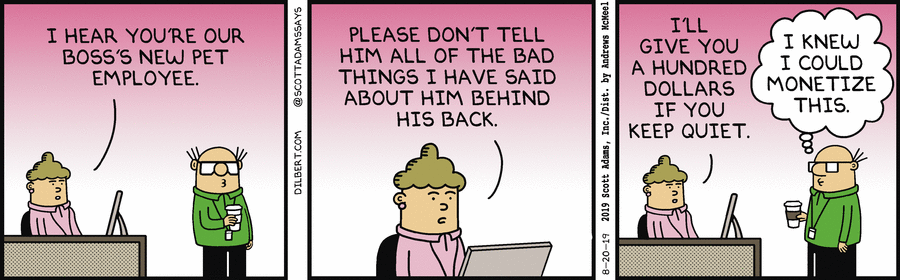 I HEAR YOU'RE OUR
BOSS'S NEW PET
EMPLOYEE.
DILBERT.COM @SCOTTADAMSSAYS
PLEASE DON'T TELL
HIM ALL OF THE BAD
THINGS I HAVE SAID
ABOUT HIM BEHIND
HIS BACK.
8-20-19 2019 Scott Adams, Inc./Dist. by Andrews McMeel
I'LL
GIVE YOU
A HUNDRED
DOLLARS
IF YOU
KEEP QUIET.
I KNEW
I COULD
MONETIZE
THIS.